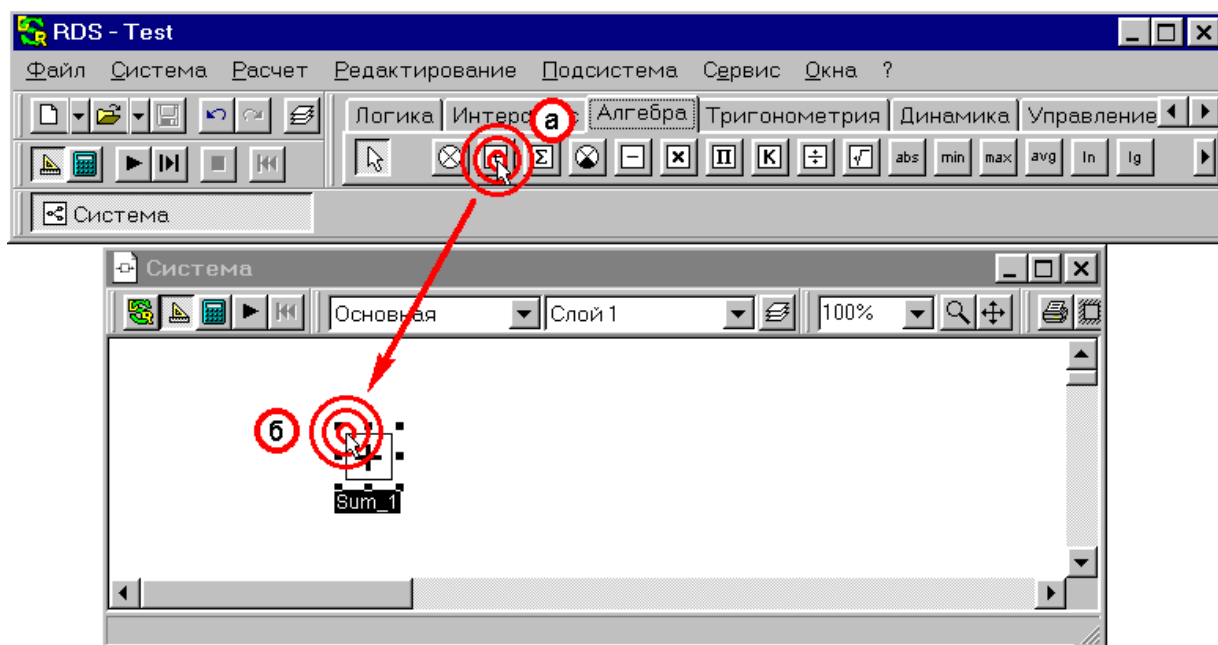 RDS - Test
Файл Система Расчет Редактирование Подсистема Сервис Окна ?
Логика Интерф с Алгебра Тригонометрия Динамика Управление
а
Σ П K abs min max avg ln lg
Система
Система
Основная Слой 1 100%
б
Sum_1